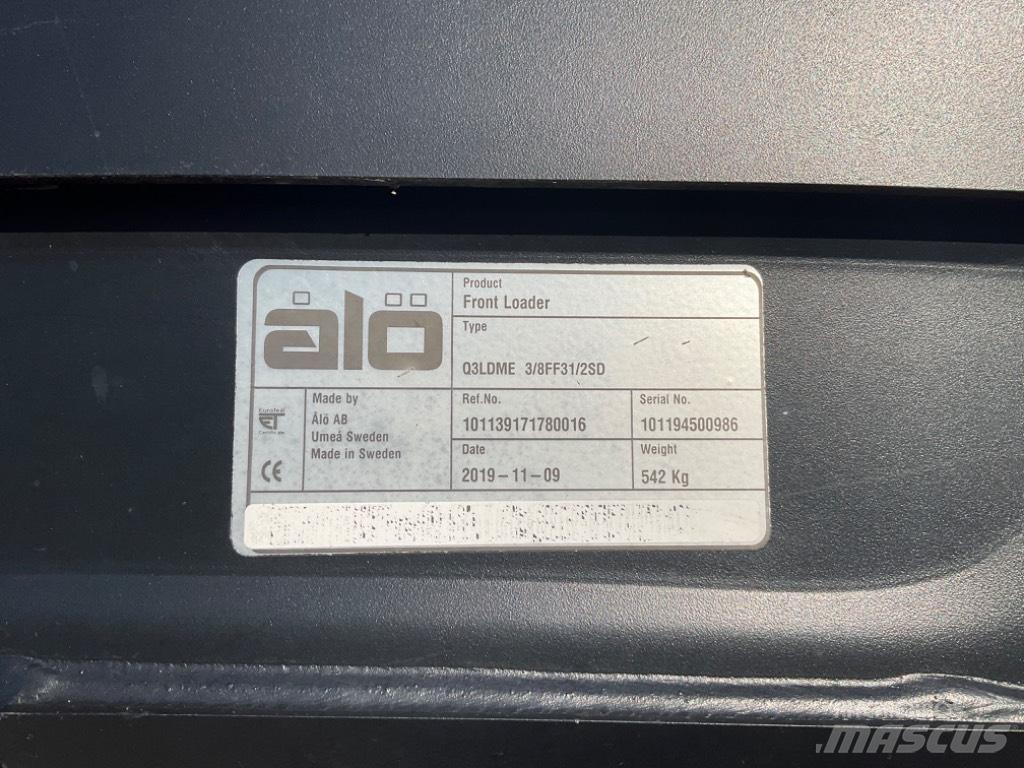 ålö
Product
Front Loader
Type
Q3LDME 3/8FF31/2SD
Made by
Ålö AB
Umeå Sweden
Made in Sweden
Ref.No.
101139171780016
Serial No.
101194500986
Date
2019-11-09
Weight
542 Kg
CE
MASCUS